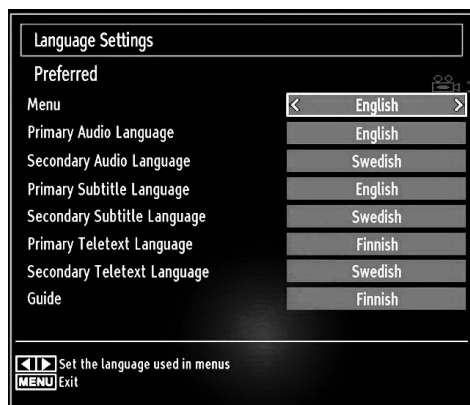 Language Settings
Preferred
Menu < English >
Primary Audio Language English
Secondary Audio Language Swedish
Primary Subtitle Language English
Secondary Subtitle Language Swedish
Primary Teletext Language Finnish
Secondary Teletext Language Swedish
Guide Finnish
Set the language used in menus
MENU Exit